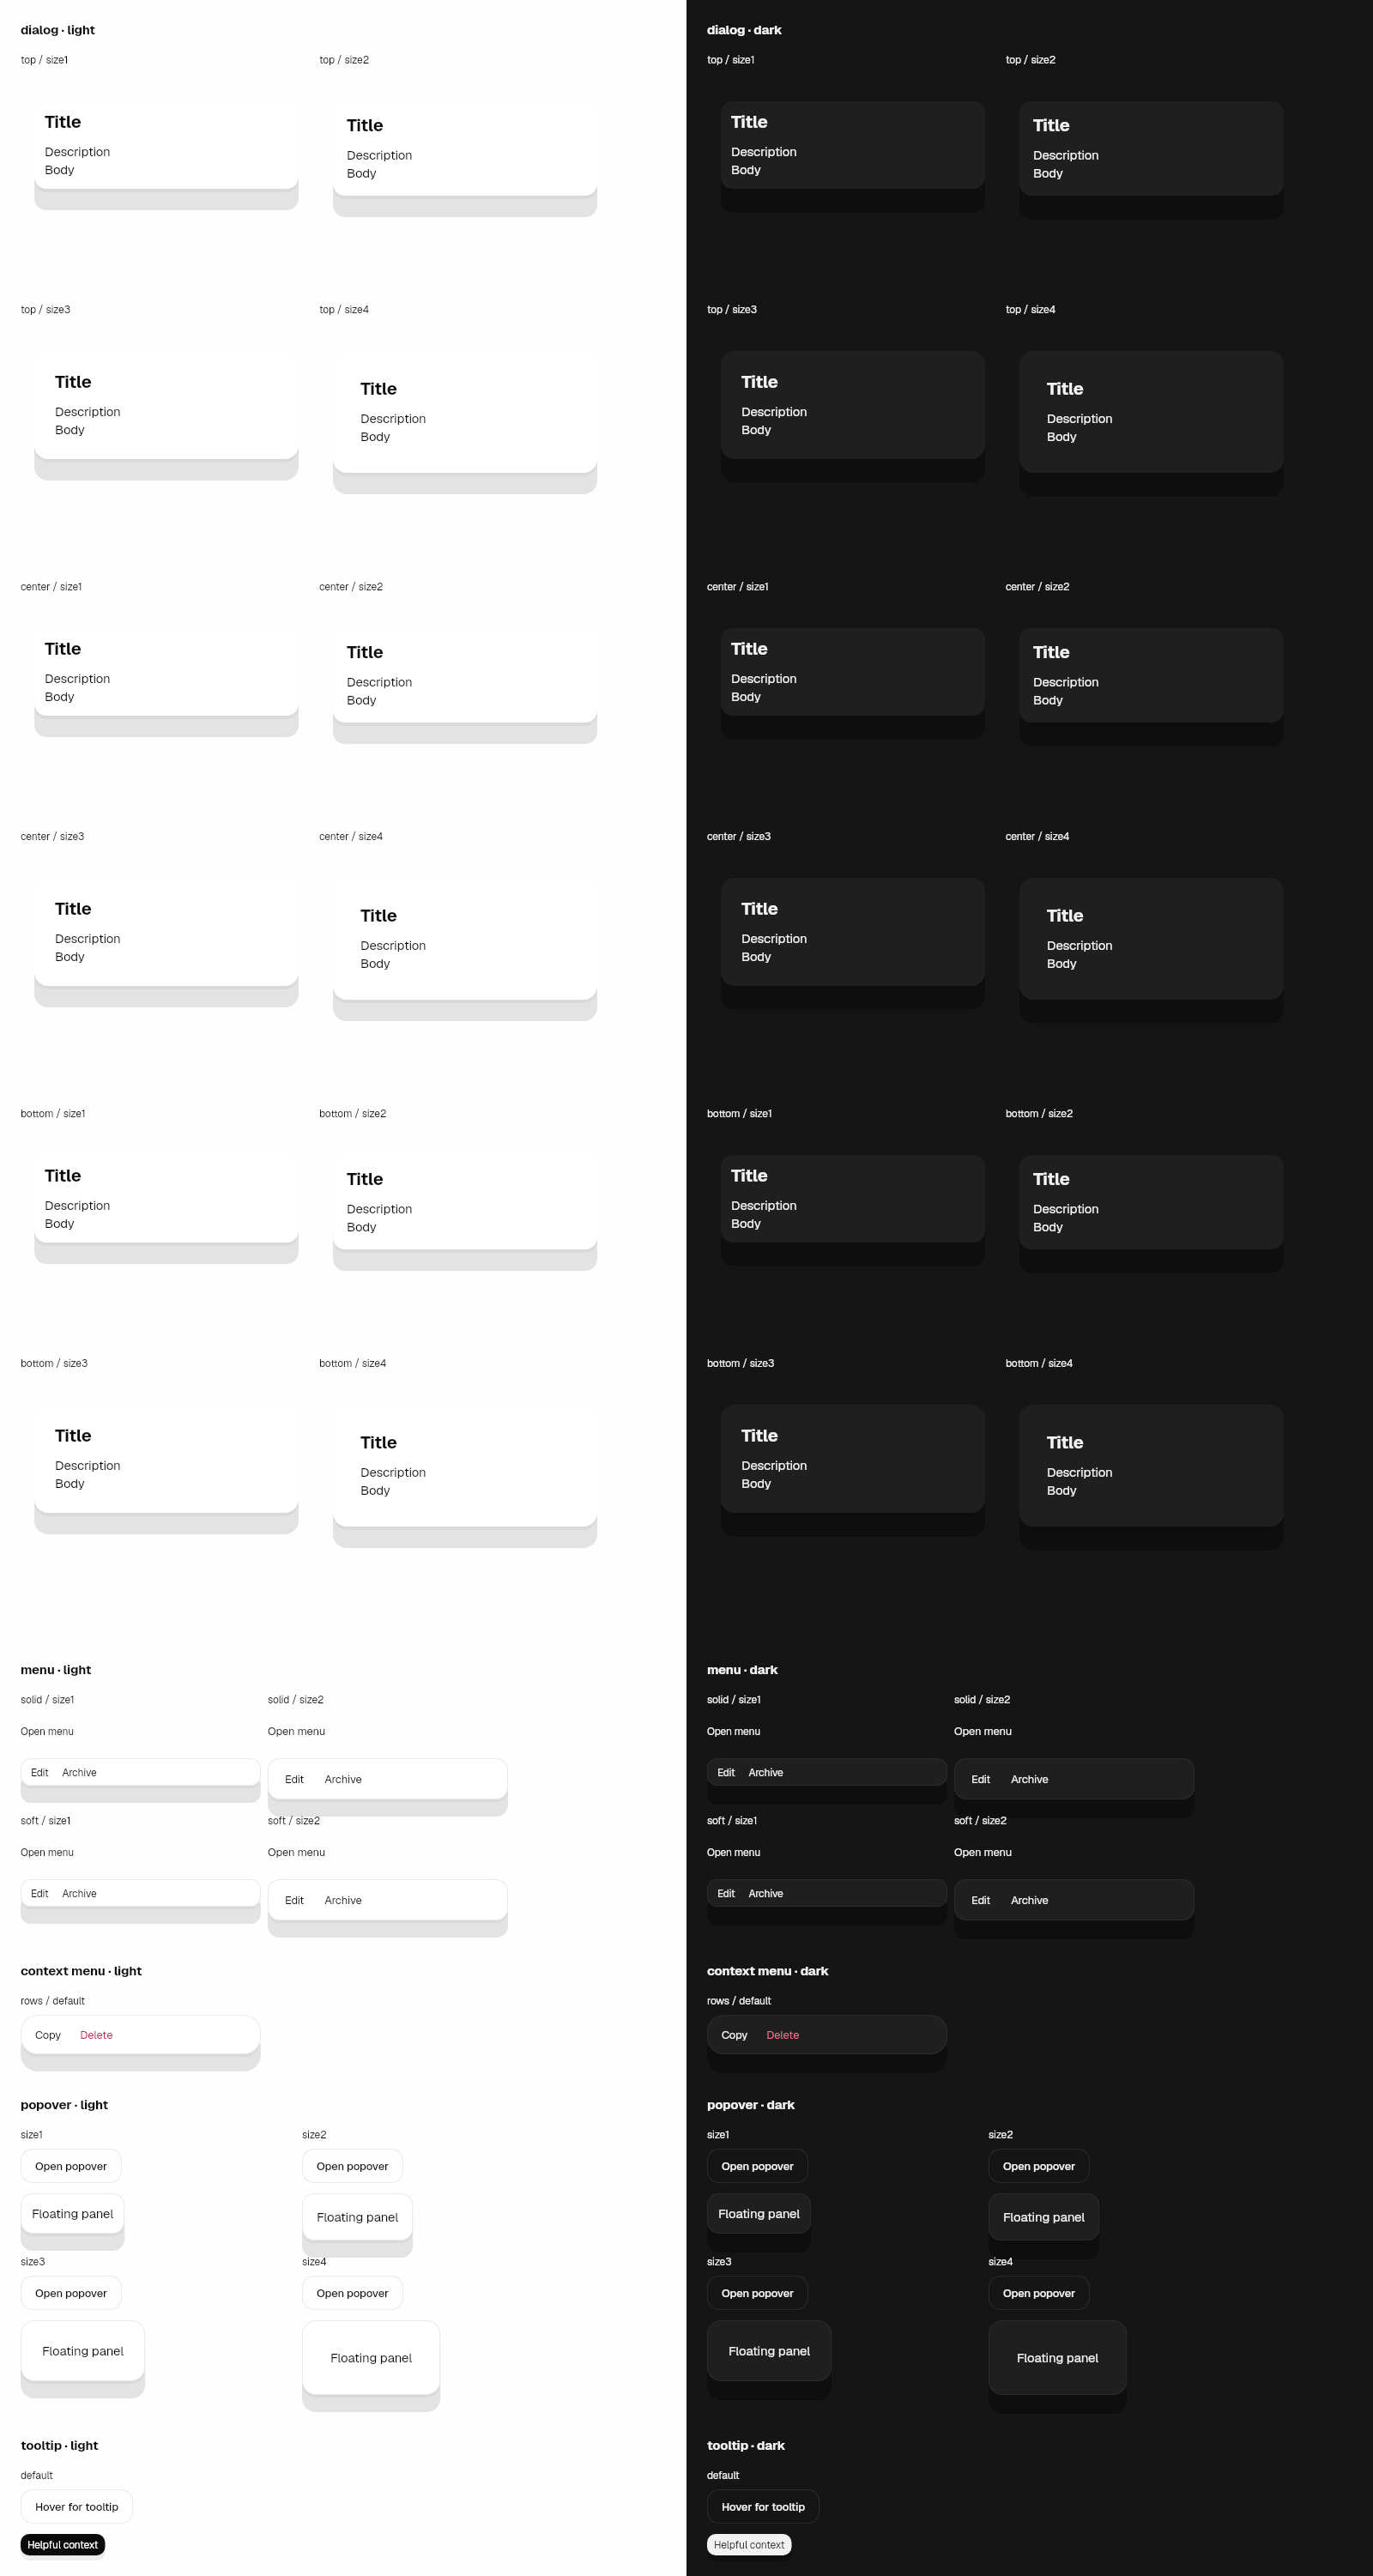 dialog · light
top / size1
top / size2
Title
Description
Body
Title
Description
Body
top / size3
top / size4
Title
Description
Body
Title
Description
Body
center / size1
center / size2
Title
Description
Body
Title
Description
Body
center / size3
center / size4
Title
Description
Body
Title
Description
Body
bottom / size1
bottom / size2
Title
Description
Body
Title
Description
Body
bottom / size3
bottom / size4
Title
Description
Body
Title
Description
Body
menu · light
solid / size1
solid / size2
Open menu
Open menu
Edit Archive
Edit Archive
soft / size1
soft / size2
Open menu
Open menu
Edit Archive
Edit Archive
context menu · light
rows / default
Copy Delete
popover · light
size1
size2
Open popover
Open popover
Floating panel
Floating panel
size3
size4
Open popover
Open popover
Floating panel
Floating panel
tooltip · light
default
Hover for tooltip
Helpful context
dialog · dark
top / size1
top / size2
Title
Description
Body
Title
Description
Body
top / size3
top / size4
Title
Description
Body
Title
Description
Body
center / size1
center / size2
Title
Description
Body
Title
Description
Body
center / size3
center / size4
Title
Description
Body
Title
Description
Body
bottom / size1
bottom / size2
Title
Description
Body
Title
Description
Body
bottom / size3
bottom / size4
Title
Description
Body
Title
Description
Body
menu · dark
solid / size1
solid / size2
Open menu
Open menu
Edit Archive
Edit Archive
soft / size1
soft / size2
Open menu
Open menu
Edit Archive
Edit Archive
context menu · dark
rows / default
Copy Delete
popover · dark
size1
size2
Open popover
Open popover
Floating panel
Floating panel
size3
size4
Open popover
Open popover
Floating panel
Floating panel
tooltip · dark
default
Hover for tooltip
Helpful context